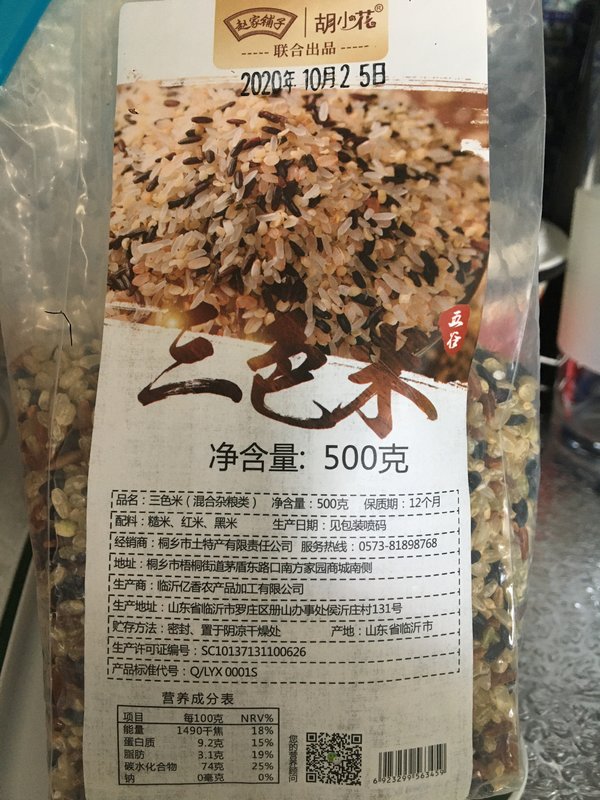 赵家铺子 胡小花®
联合出品
2020年 10月25日
五谷
三色米
净含量: 500克
品名：三色米（混合杂粮类） 净含量：500克 保质期：12个月
配料：糙米、红米、黑米 生产日期：见包装喷码
经销商：桐乡市土特产有限责任公司 服务热线：0573-81898768
地址：桐乡市梧桐街道茅盾东路口南方家园商城南侧
生产商：临沂亿香农产品加工有限公司
生产地址：山东省临沂市罗庄区册山办事处侯沂庄村131号
贮存方法：密封、置于阴凉干燥处 产地：山东省临沂市
生产许可证编号：SC10137131100626
产品标准代号：Q/LYX 0001S
营养成分表
项目 每100克 NRV%
能量 1490千焦 18%
蛋白质 9.2克 15%
脂肪 3.1克 19%
碳水化合物 74克 25%
钠 0毫克 0%
您的营养顾问
6 923299 563459